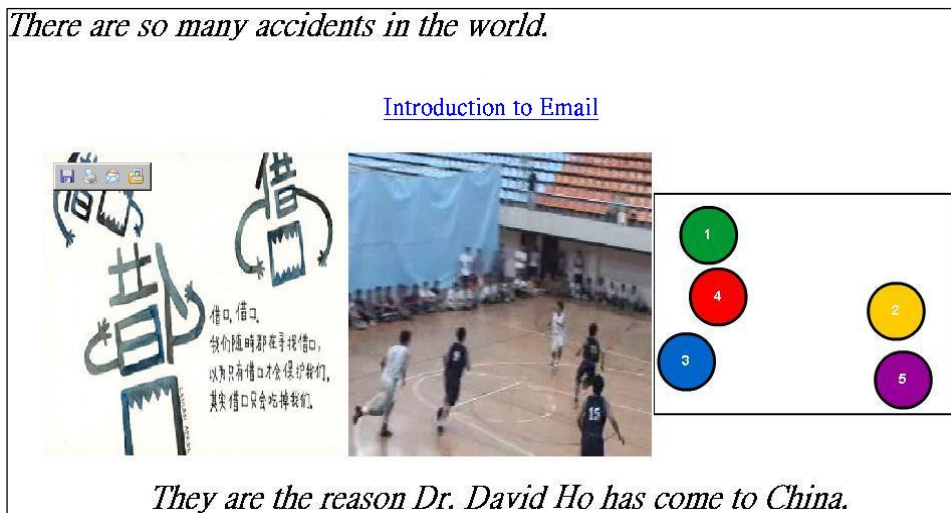 There are so many accidents in the world.
Introduction to Email
借
借
借口,借口,
我们随时都在寻找借口,
以为只有借口才会保护我们,
其实借口只会吃掉我们。
15
1
4
3
2
5
They are the reason Dr. David Ho has come to China.